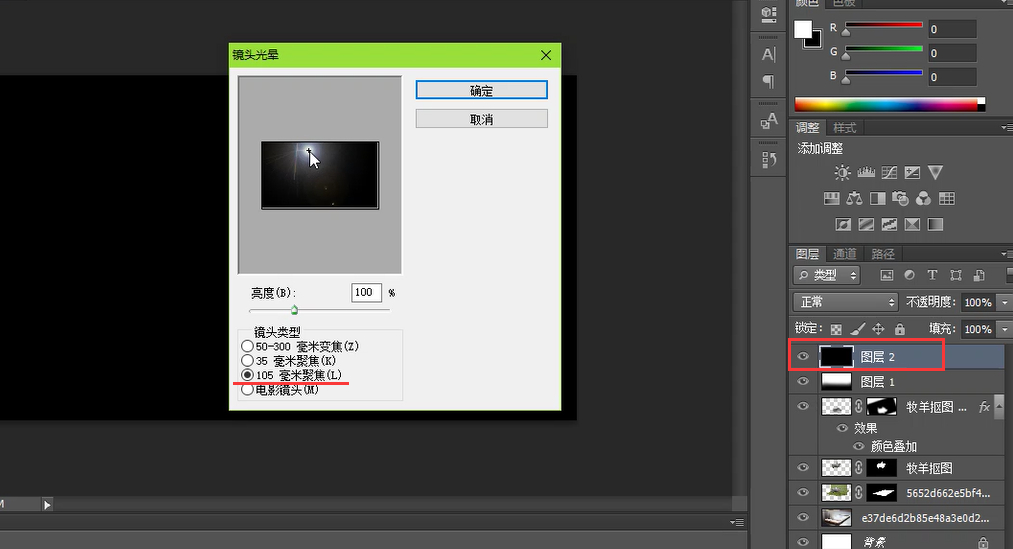 颜色 色板
R 0
G 0
B 0
镜头光晕
确定
取消
亮度(B): 100 %
镜头类型
50-300 毫米变焦(Z)
35 毫米聚焦(K)
105 毫米聚焦(L)
电影镜头(M)
调整 样式
添加调整
图层 通道 路径
类型
正常 不透明度: 100%
锁定: 填充: 100%
图层 2
图层 1
牧羊抠图 ... fx
效果
颜色叠加
牧羊抠图
5652d662e5bf4...
e37de6d2b85e48a3e0d2...
背景